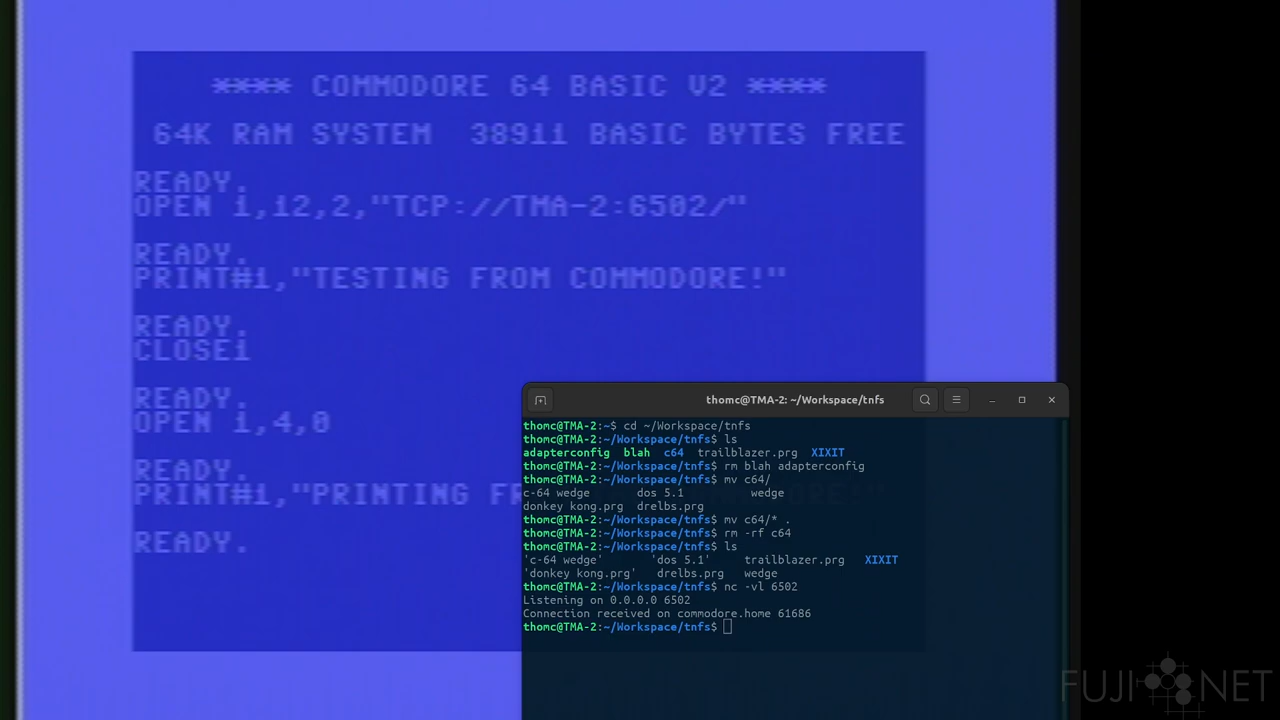 **** COMMODORE 64 BASIC V2 ****
64K RAM SYSTEM  38911 BASIC BYTES FREE
READY.
OPEN 1,12,2,"TCP://TMA-2:6502/"
READY.
PRINT#1,"TESTING FROM COMMODORE!"
READY.
CLOSE1
READY.
OPEN 1,4,0
READY.
PRINT#1,"PRINTING FROM COMMODORE!"
READY.
thomc@TMA-2: ~/Workspace/tnfs
thomc@TMA-2:~$ cd ~/Workspace/tnfs
thomc@TMA-2:~/Workspace/tnfs$ ls
adapterconfig  blah  c64  trailblazer.prg  XIXIT
thomc@TMA-2:~/Workspace/tnfs$ rm blah adapterconfig
thomc@TMA-2:~/Workspace/tnfs$ mv c64/
c-64 wedge       dos 5.1          wedge
donkey kong.prg  drelbs.prg
thomc@TMA-2:~/Workspace/tnfs$ mv c64/* .
thomc@TMA-2:~/Workspace/tnfs$ rm -rf c64
thomc@TMA-2:~/Workspace/tnfs$ ls
'c-64 wedge'       'dos 5.1'     trailblazer.prg   XIXIT
'donkey kong.prg'   drelbs.prg   wedge
thomc@TMA-2:~/Workspace/tnfs$ nc -vl 6502
Listening on 0.0.0.0 6502
Connection received on commodore.home 61686
thomc@TMA-2:~/Workspace/tnfs$
FUJI NET